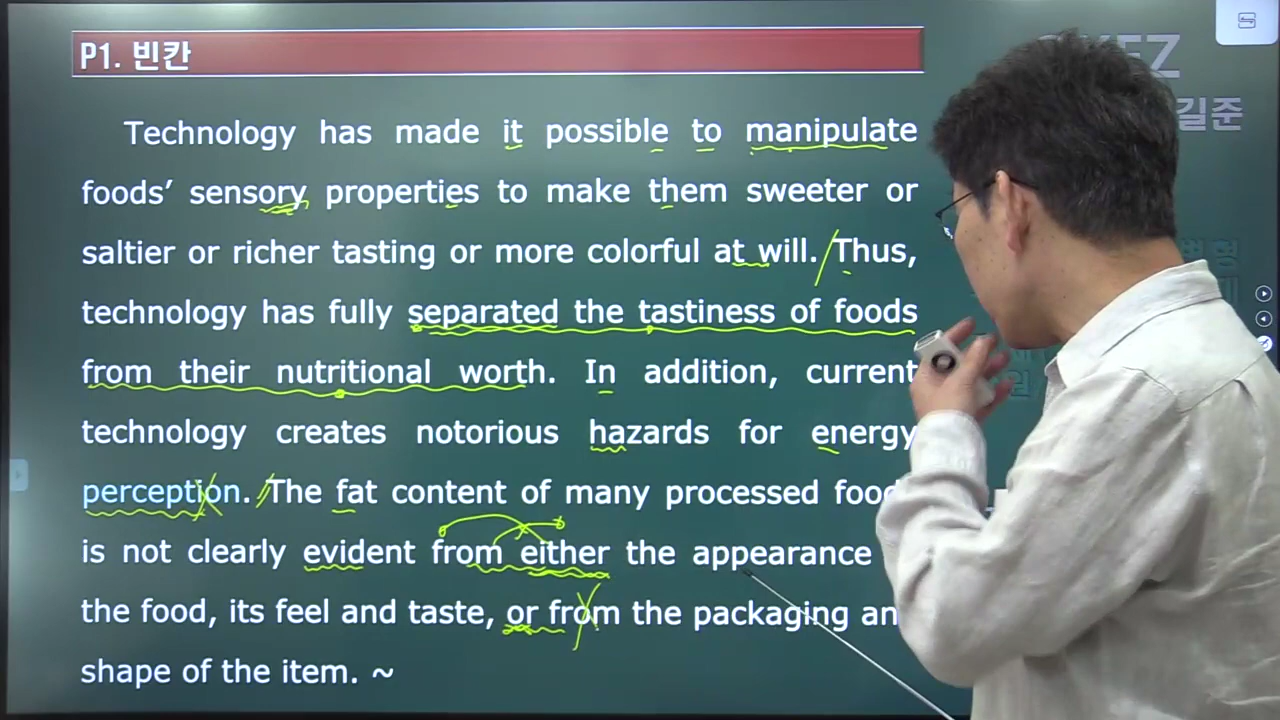 P1. 빈칸
Technology has made it possible to manipulate
foods’ sensory properties to make them sweeter or
saltier or richer tasting or more colorful at will. Thus,
technology has fully separated the tastiness of foods
from their nutritional worth. In addition, current
technology creates notorious hazards for energy
perception. The fat content of many processed food
is not clearly evident from either the appearance
the food, its feel and taste, or from the packaging an
shape of the item. ~
길준